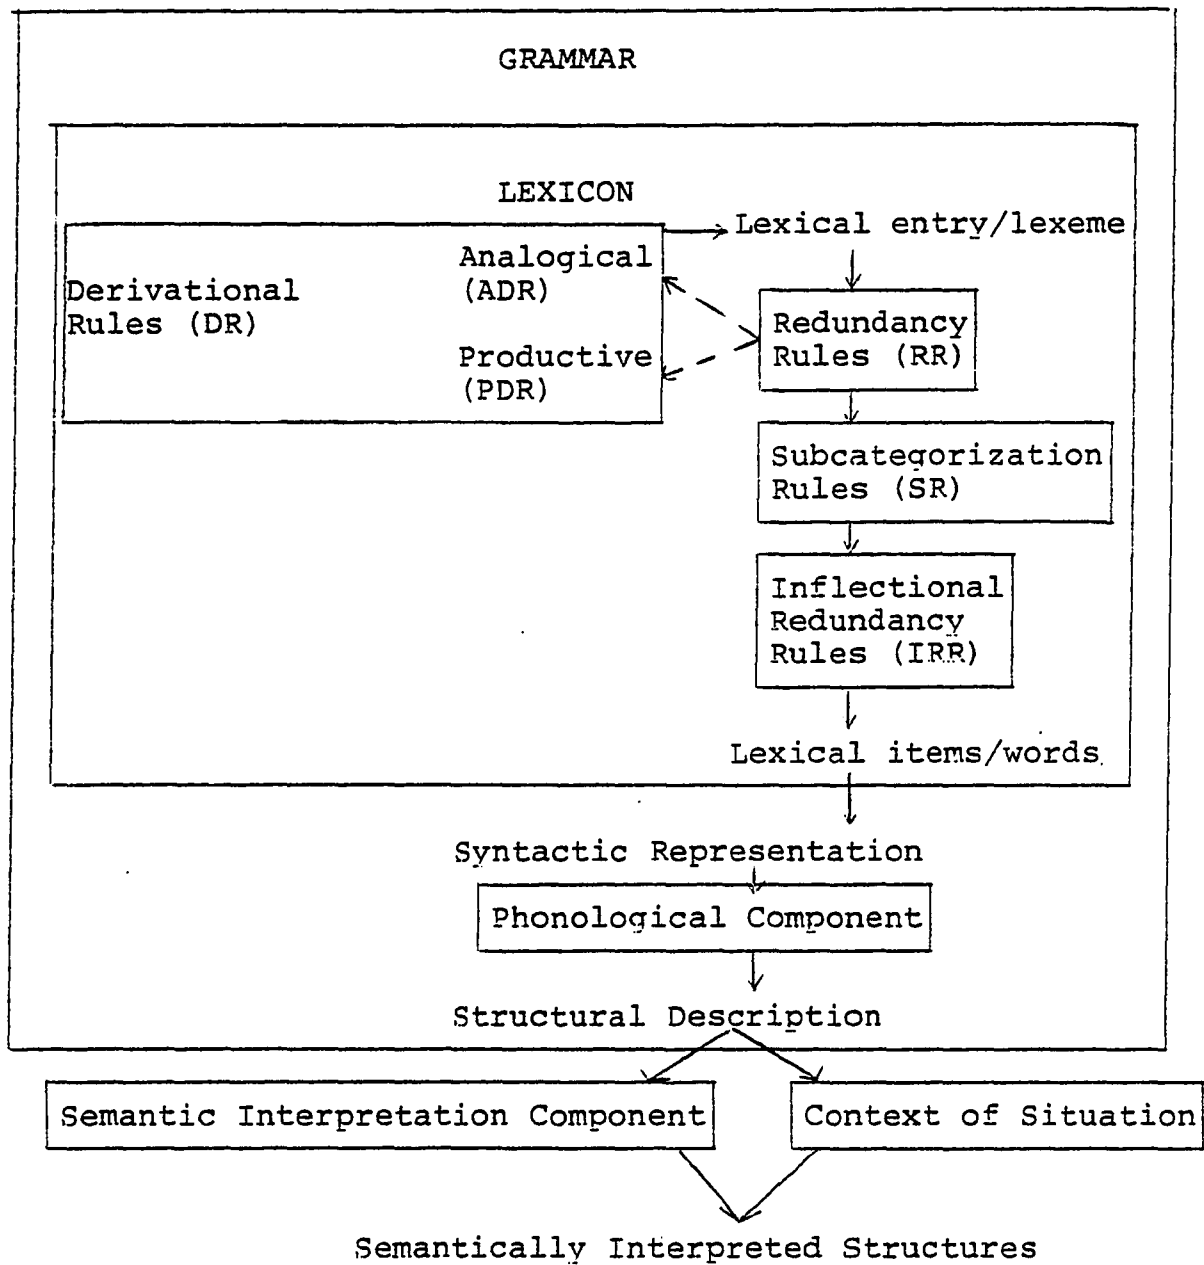 GRAMMAR
LEXICON
Lexical entry/lexeme
Analogical
(ADR)
Derivational
Rules (DR)
Productive
(PDR)
Redundancy
Rules (RR)
Subcategorization
Rules (SR)
Inflectional
Redundancy
Rules (IRR)
Lexical items/words
Syntactic Representation
Phonological Component
Structural Description
Semantic Interpretation Component
Context of Situation
Semantically Interpreted Structures